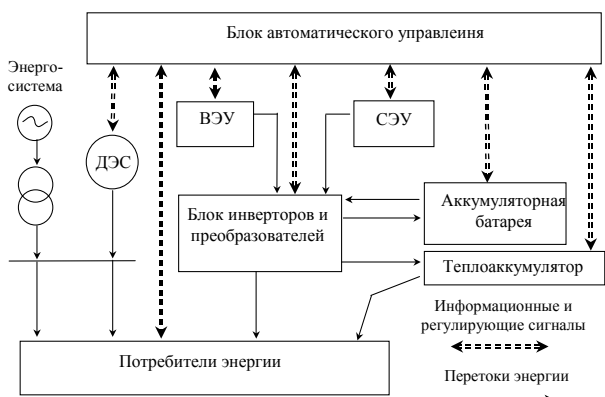 Блок автоматического управления
Энерго-
система
ВЭУ
СЭУ
ДЭС
Блок инверторов и
преобразователей
Аккумуляторная
батарея
Теплоаккумулятор
Информационные и
регулирующие сигналы
Потребители энергии
Перетоки энергии